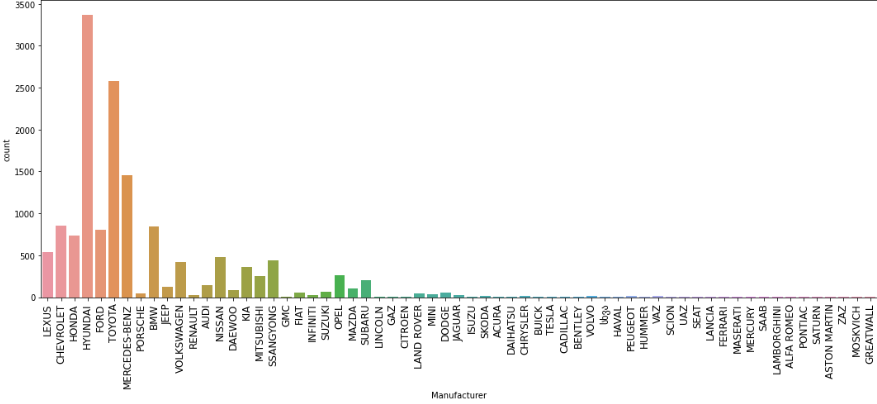 3500
3000
2500
2000
1500
1000
500
0
count
LEXUS
CHEVROLET
HONDA
HYUNDAI
FORD
TOYOTA
MERCEDES-BENZ
PORSCHE
BMW
JEEP
VOLKSWAGEN
RENAULT
AUDI
NISSAN
DAEWOO
KIA
MITSUBISHI
SSANGYONG
GMC
FIAT
INFINITI
SUZUKI
OPEL
MAZDA
SUBARU
LINCOLN
GAZ
CITROEN
LAND ROVER
MINI
DODGE
JAGUAR
ISUZU
SKODA
ACURA
DAIHATSU
CHRYSLER
BUICK
TESLA
CADILLAC
BENTLEY
VOLVO
სხვა
HAVAL
PEUGEOT
HUMMER
VAZ
SCION
UAZ
SEAT
LANCIA
FERRARI
MASERATI
MERCURY
SAAB
LAMBORGHINI
ALFA ROMEO
PONTIAC
SATURN
ASTON MARTIN
ZAZ
MOSKVICH
GREATWALL
Manufacturer